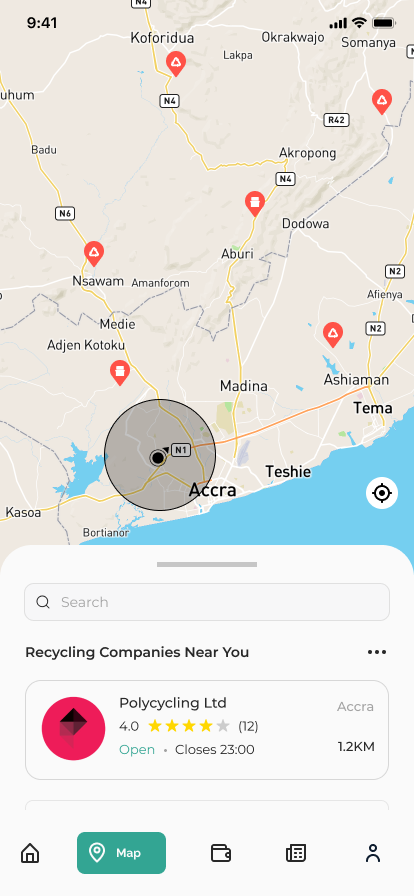 9:41
N4
Koforidua
Okrakwajo
Somanya
Lakpa
uhum
N4
R42
Badu
Akropong
N4
N6
Dodowa
Aburi
N2
Nsawam
Amanforom
Afienya
Medie
N2
Adjen Kotoku
Madina
Ashiaman
Tema
N1
Teshie
Accra
Kasoa
Bortianor
Search
Recycling Companies Near You
Polycycling Ltd
Accra
4.0 (12)
Open • Closes 23:00
1.2KM
Map